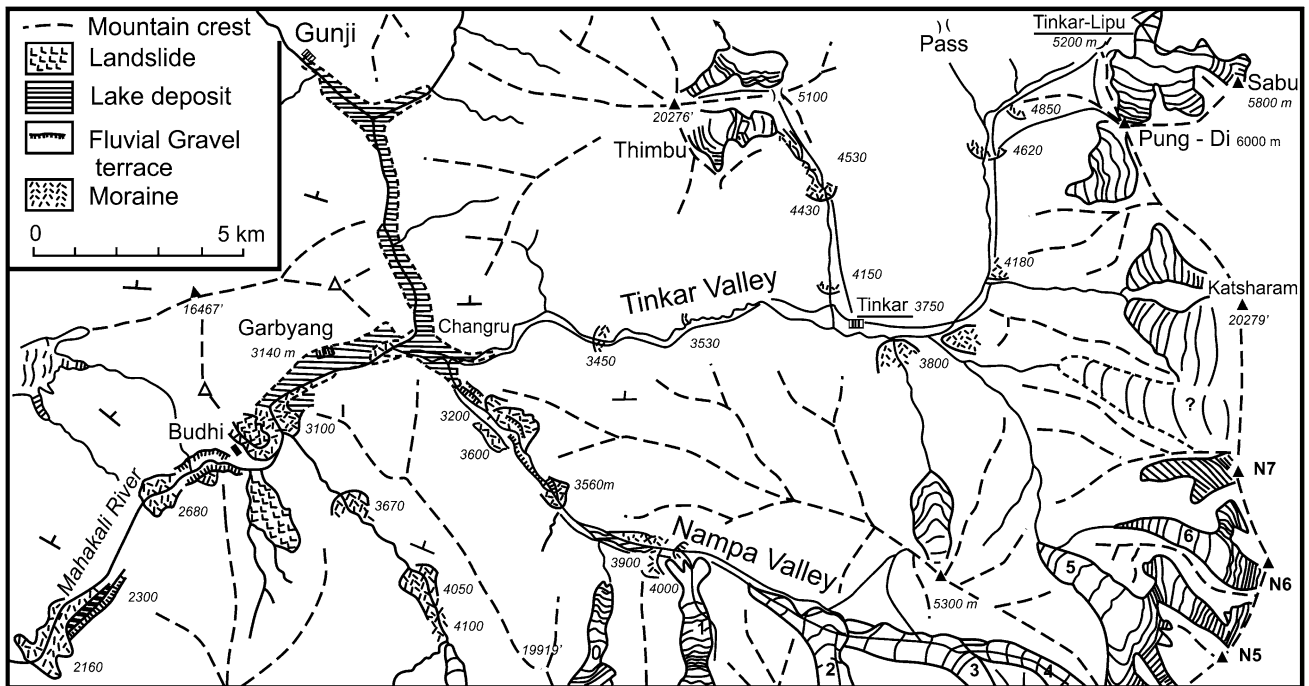 Mountain crest
Landslide
Lake deposit
Fluvial Gravel
terrace
Moraine
0 5 km
Gunji
Pass
Tinkar-Lipu
5200 m
Sabu
5800 m
5100
20276'
4850
Pung - Di 6000 m
Thimbu
4530
4620
4430
4180
4150
Tinkar Valley
Katsharam
20279'
16467'
Tinkar 3750
Garbyang
3140 m
Changru
3450
3530
3800
?
3200
3100
Budhi
3600
N7
3560m
2680
3670
Mahakali River
Nampa Valley
6
3900
5
N6
4000
4050
2300
5300 m
4100
1
19919'
N5
2160
2
3
4